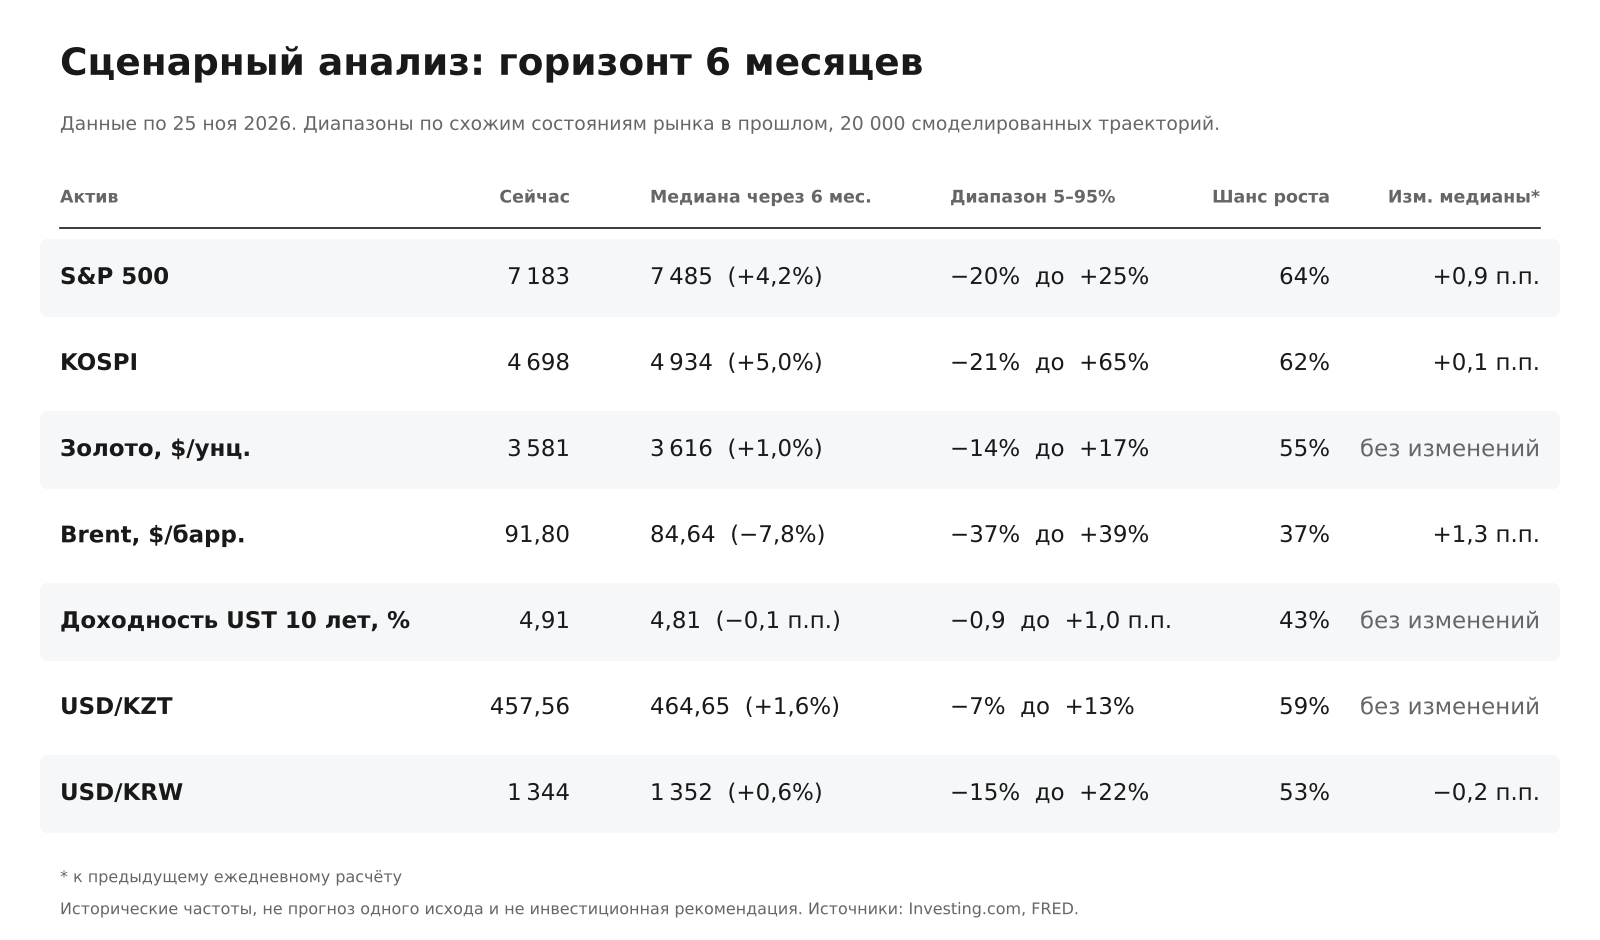 Сценарный анализ: горизонт 6 месяцев
Данные по 25 ноя 2026. Диапазоны по схожим состояниям рынка в прошлом, 20 000 смоделированных траекторий.
Актив Сейчас Медиана через 6 мес. Диапазон 5–95% Шанс роста Изм. медианы*
S&P 500 7 183 7 485 (+4,2%) −20% до +25% 64% +0,9 п.п.
KOSPI 4 698 4 934 (+5,0%) −21% до +65% 62% +0,1 п.п.
Золото, $/унц. 3 581 3 616 (+1,0%) −14% до +17% 55% без изменений
Brent, $/барр. 91,80 84,64 (−7,8%) −37% до +39% 37% +1,3 п.п.
Доходность UST 10 лет, % 4,91 4,81 (−0,1 п.п.) −0,9 до +1,0 п.п. 43% без изменений
USD/KZT 457,56 464,65 (+1,6%) −7% до +13% 59% без изменений
USD/KRW 1 344 1 352 (+0,6%) −15% до +22% 53% −0,2 п.п.
* к предыдущему ежедневному расчёту
Исторические частоты, не прогноз одного исхода и не инвестиционная рекомендация. Источники: Investing.com, FRED.